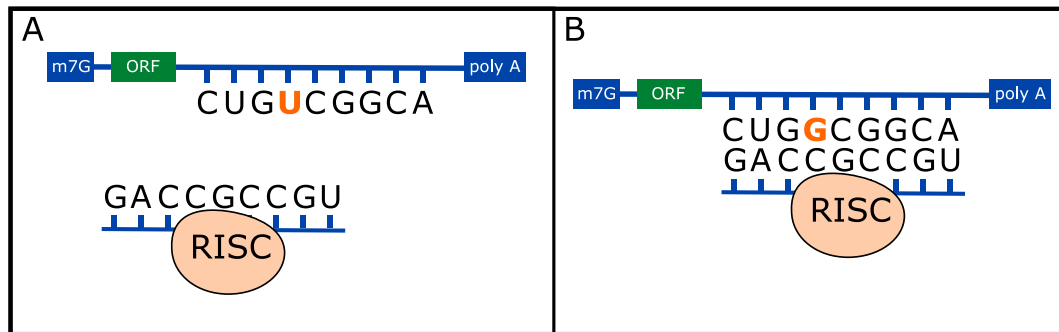 A
m7G ORF poly A
CUGUCGGCA
GACCGCCGU
RISC
B
m7G ORF poly A
CUGGCGGCA
GACCGCCGU
RISC